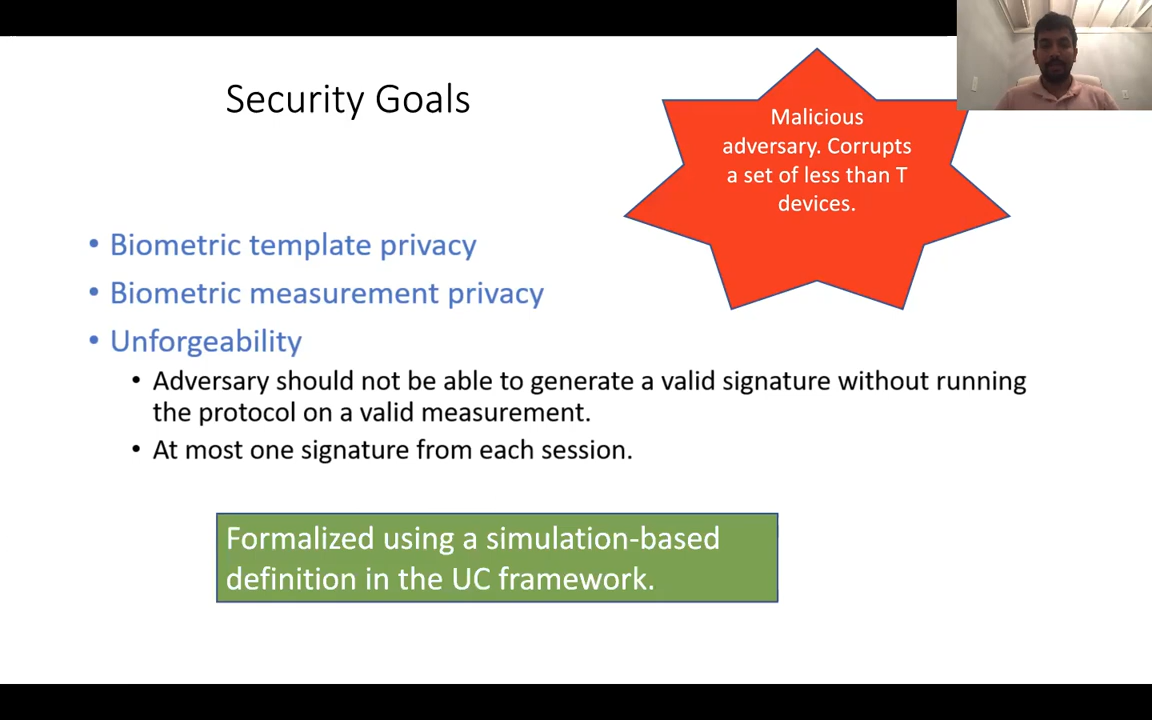 Security Goals
Malicious
adversary. Corrupts
a set of less than T
devices.
• Biometric template privacy
• Biometric measurement privacy
• Unforgeability
• Adversary should not be able to generate a valid signature without running
the protocol on a valid measurement.
• At most one signature from each session.
Formalized using a simulation-based
definition in the UC framework.